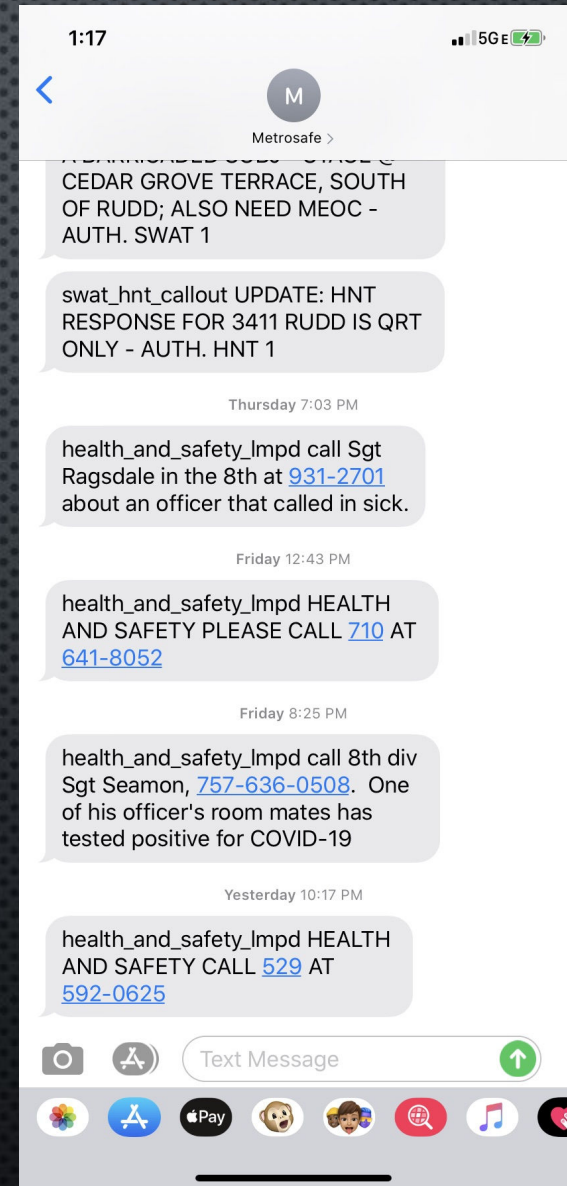 1:17
5GE
M
Metrosafe >
A BARRICADED SUBJ - STAGE @
CEDAR GROVE TERRACE, SOUTH
OF RUDD; ALSO NEED MEOC -
AUTH. SWAT 1
swat_hnt_callout UPDATE: HNT
RESPONSE FOR 3411 RUDD IS QRT
ONLY - AUTH. HNT 1
Thursday 7:03 PM
health_and_safety_lmpd call Sgt
Ragsdale in the 8th at 931-2701
about an officer that called in sick.
Friday 12:43 PM
health_and_safety_lmpd HEALTH
AND SAFETY PLEASE CALL 710 AT
641-8052
Friday 8:25 PM
health_and_safety_lmpd call 8th div
Sgt Seamon, 757-636-0508.  One
of his officer's room mates has
tested positive for COVID-19
Yesterday 10:17 PM
health_and_safety_lmpd HEALTH
AND SAFETY CALL 529 AT
592-0625
Text Message
Pay